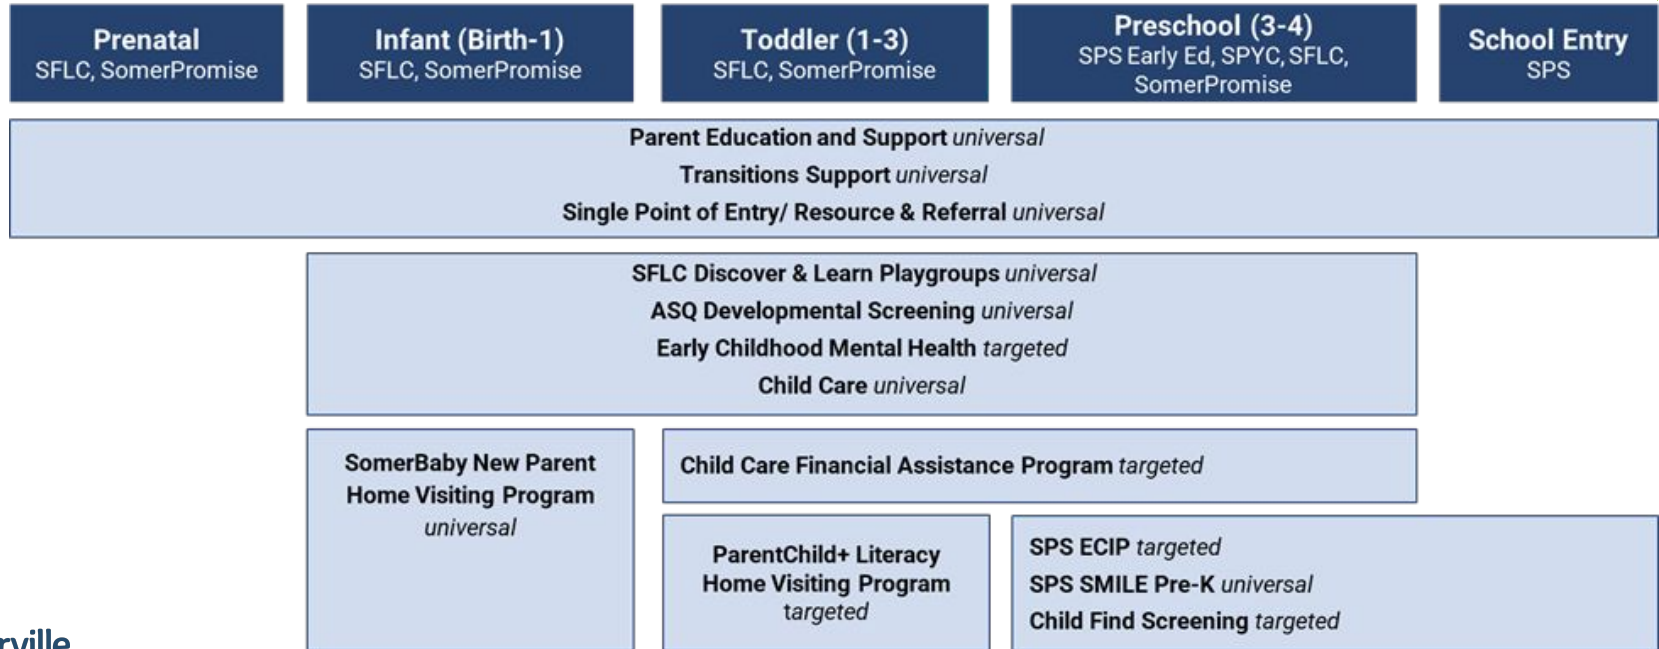 Prenatal
SFLC, SomerPromise
Infant (Birth-1)
SFLC, SomerPromise
Toddler (1-3)
SFLC, SomerPromise
Preschool (3-4)
SPS Early Ed, SPYC, SFLC,
SomerPromise
School Entry
SPS
Parent Education and Support universal
Transitions Support universal
Single Point of Entry/ Resource & Referral universal
SFLC Discover & Learn Playgroups universal
ASQ Developmental Screening universal
Early Childhood Mental Health targeted
Child Care universal
SomerBaby New Parent
Home Visiting Program
universal
Child Care Financial Assistance Program targeted
ParentChild+ Literacy
Home Visiting Program
targeted
SPS ECIP targeted
SPS SMILE Pre-K universal
Child Find Screening targeted
rville